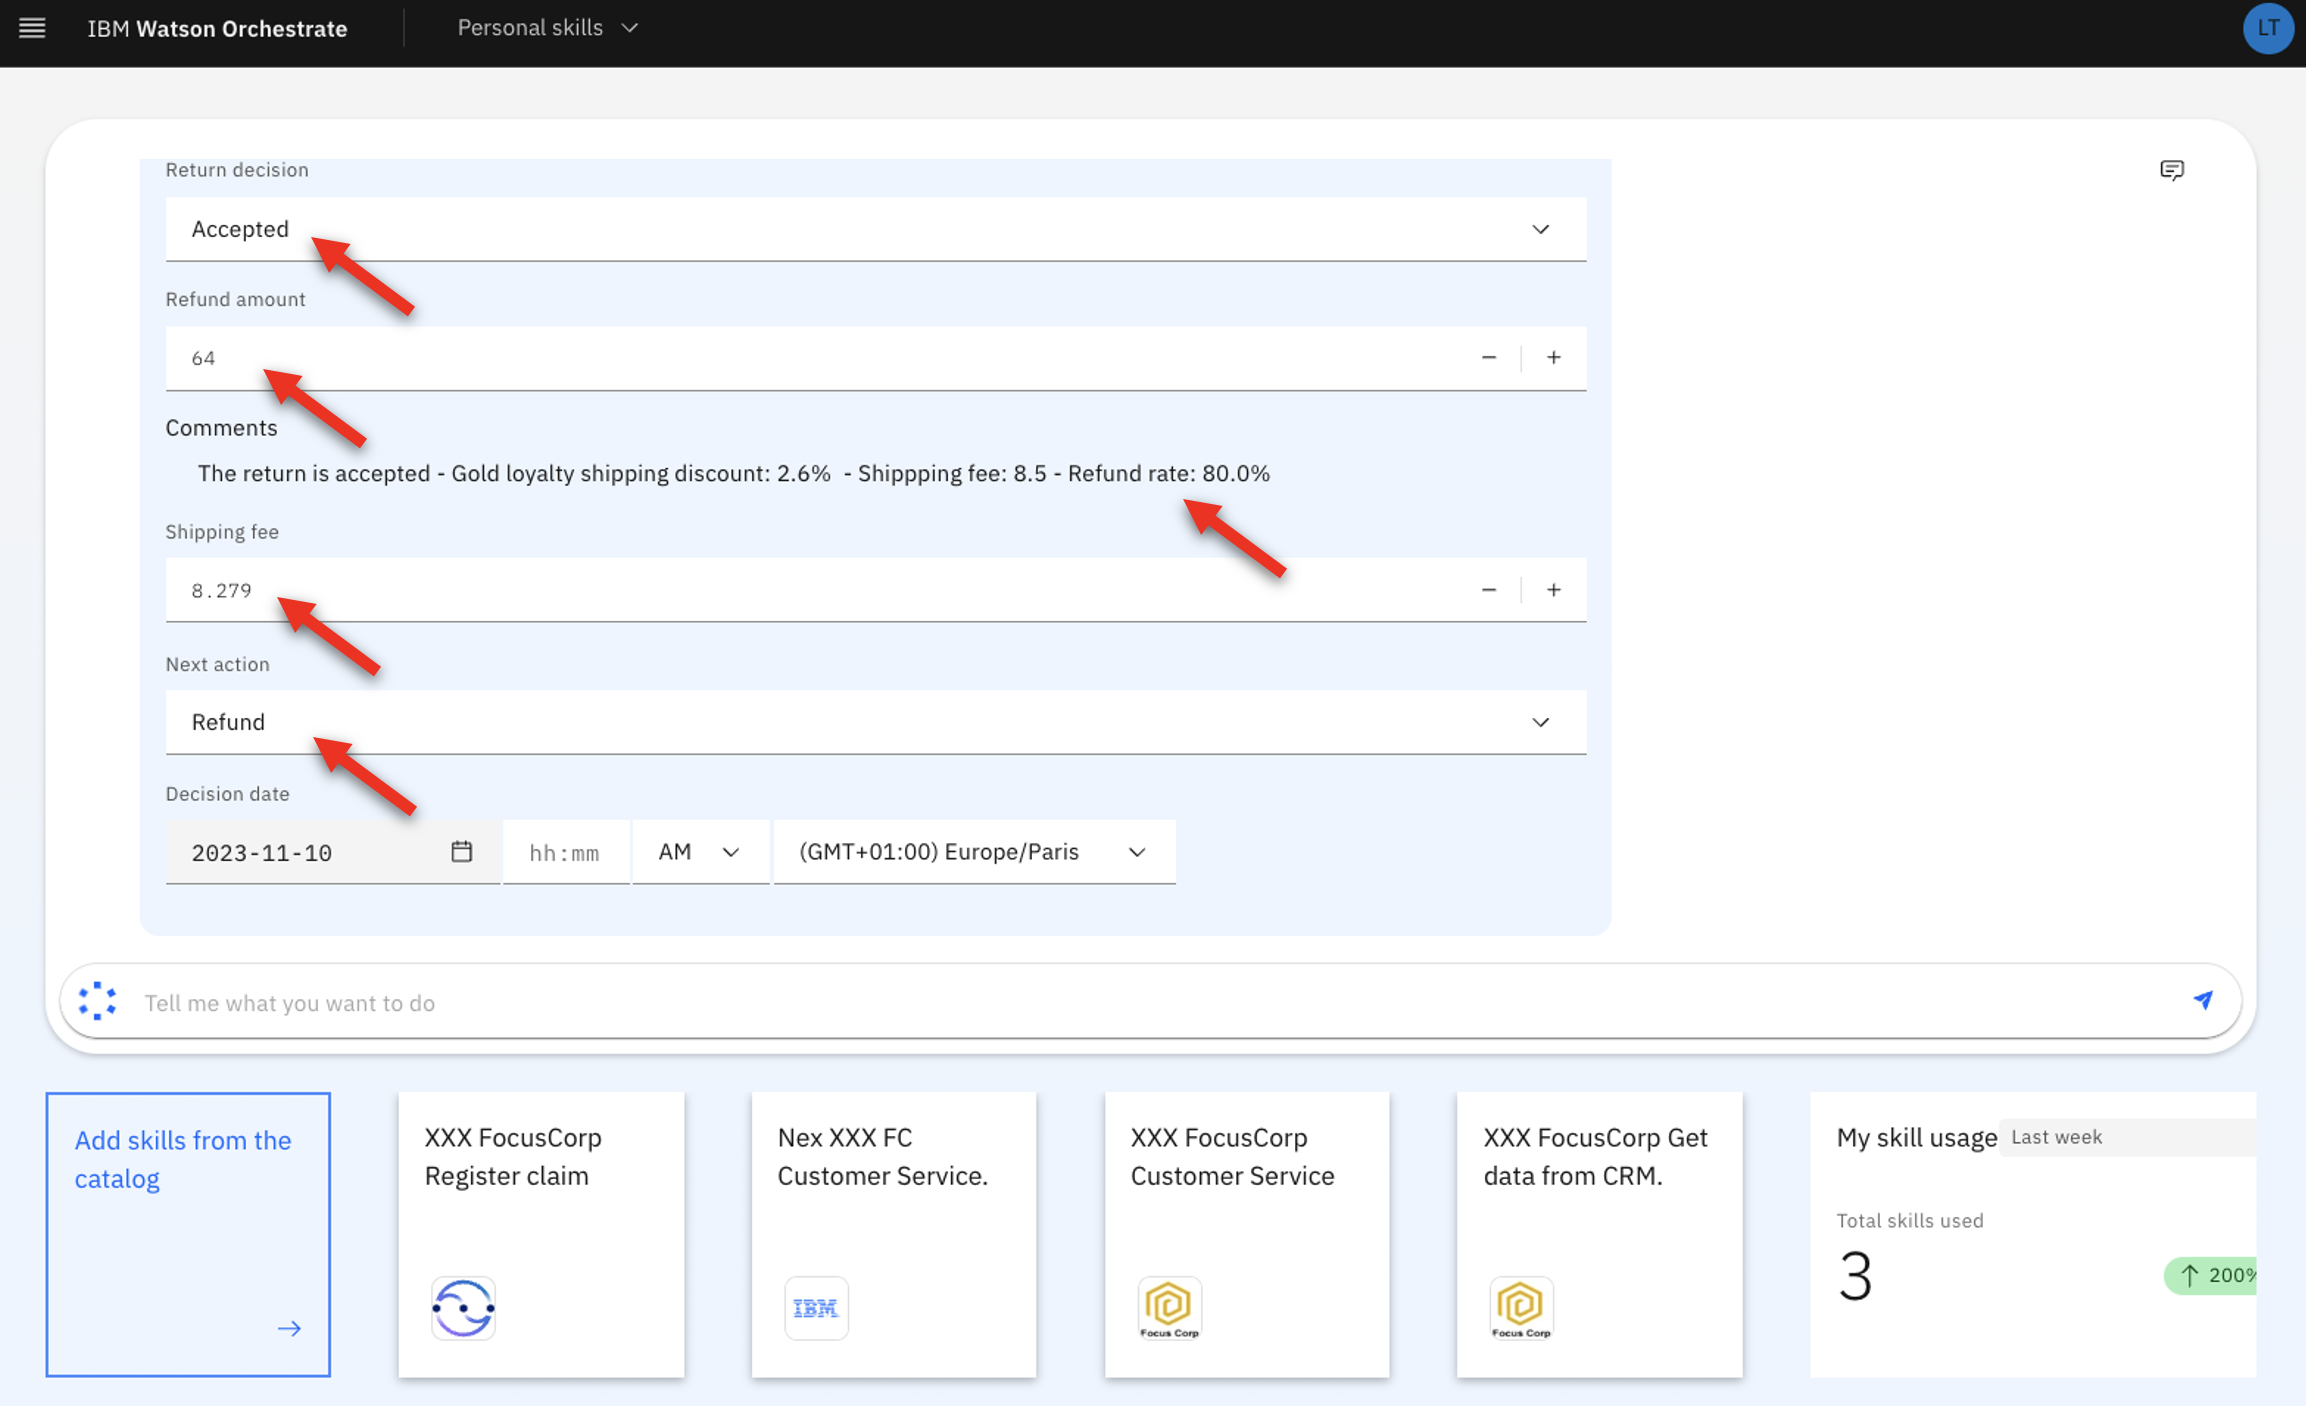 IBM Watson Orchestrate
Personal skills
LT
Return decision
Accepted
Refund amount
64
Comments
The return is accepted - Gold loyalty shipping discount: 2.6%  - Shippping fee: 8.5 - Refund rate: 80.0%
Shipping fee
8.279
Next action
Refund
Decision date
2023-11-10
hh:mm
AM
(GMT+01:00) Europe/Paris
Tell me what you want to do
Add skills from the
catalog
XXX FocusCorp
Register claim
Nex XXX FC
Customer Service.
IBM
XXX FocusCorp
Customer Service
Focus Corp
XXX FocusCorp Get
data from CRM.
Focus Corp
My skill usage
Last week
Total skills used
3
200%